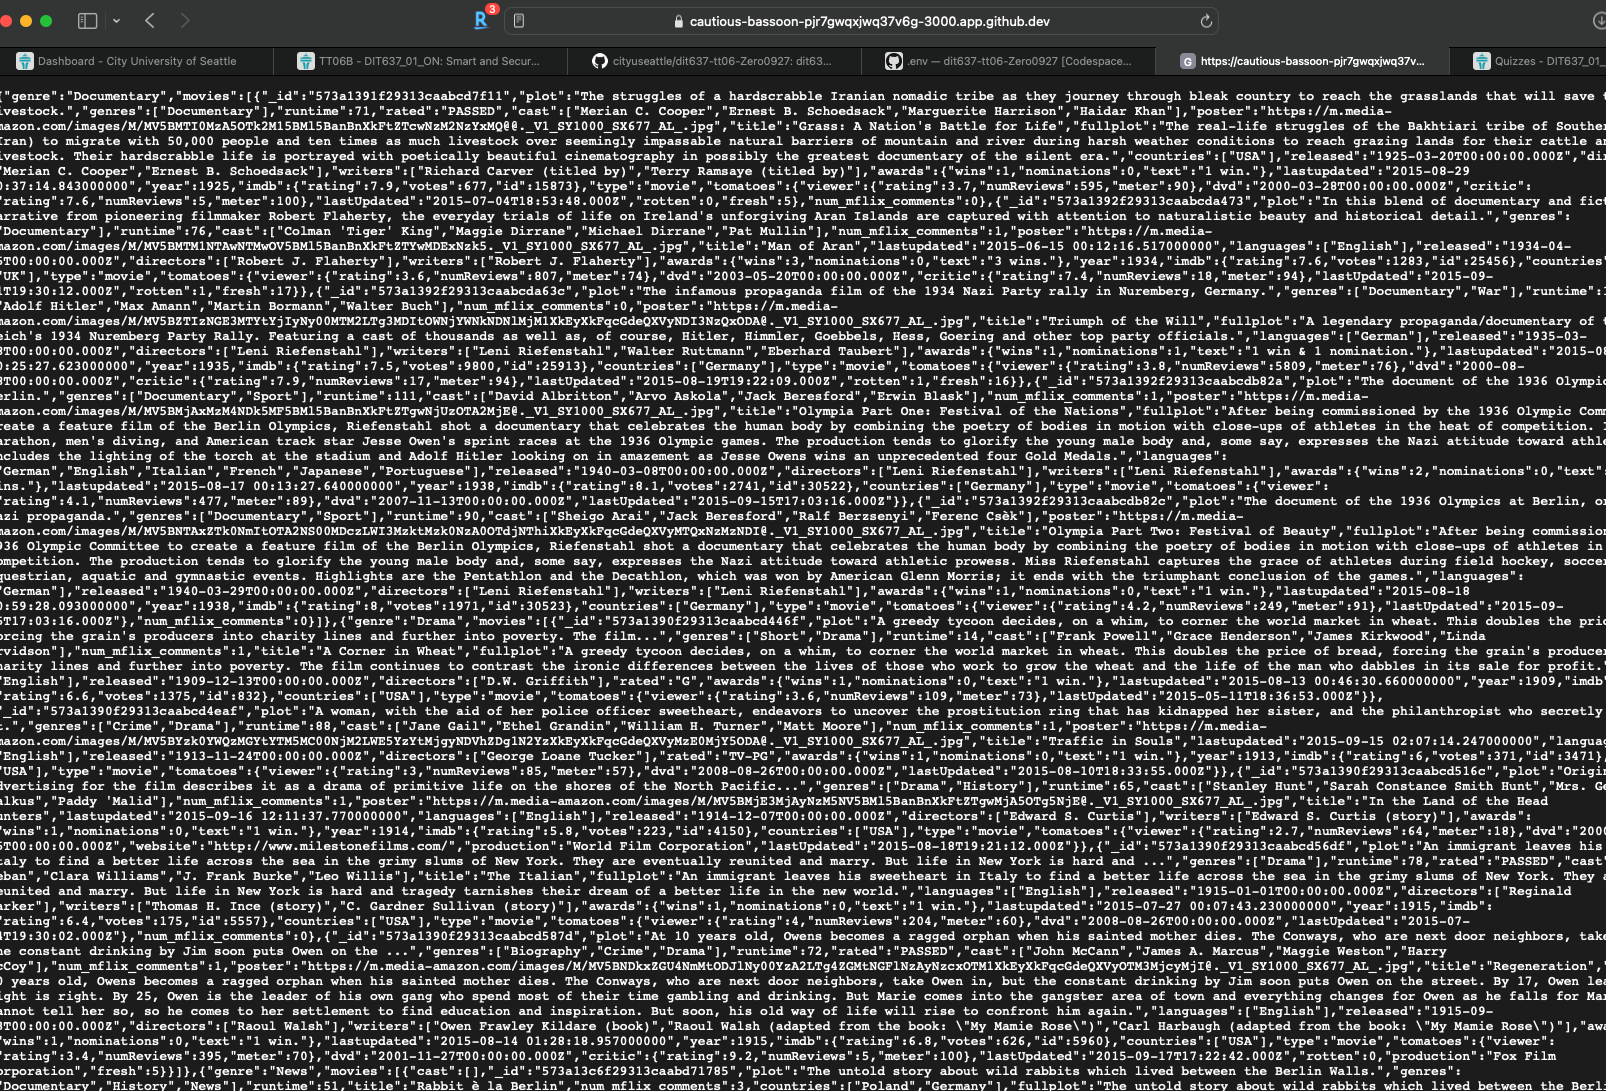 3
cautious-bassoon-pjr7gwqxjwq37v6g-3000.app.github.dev
Dashboard - City University of Seattle
TT06B - DIT637_01_ON: Smart and Secur...
cityuseattle/dit637-tt06-Zero0927: dit63...
.env — dit637-tt06-Zero0927 [Codespace...
G https://cautious-bassoon-pjr7gwqxjwq37v...
Quizzes - DIT637_01_
{"genre":"Documentary","movies":[{"_id":"573a1391f29313caabcd7f11","plot":"The struggles of a hardscrabble Iranian nomadic tribe as they journey through bleak country to reach the grasslands that will save t
ivestock.","genres":["Documentary"],"runtime":71,"rated":"PASSED","cast":["Merian C. Cooper","Ernest B. Schoedsack","Marguerite Harrison","Haidar Khan"],"poster":"https://m.media-
"title":"Grass: A Nation's Battle for Life","fullplot":"The real-life struggles of the Bakhtiari tribe of Souther
Iran) to migrate with 50,000 people and ten times as much livestock over seemingly impassable natural barriers of mountain and river during harsh weather conditions to reach grazing lands for their cattle an
ivestock. Their hardscrabble life is portrayed with poetically beautiful cinematography in possibly the greatest documentary of the silent era.","countries":["USA"],"released":"1925-03-20T00:00:00.000Z","di
"Merian C. Cooper","Ernest B. Schoedsack"],"writers":["Richard Carver (titled by)","Terry Ramsaye (titled by)"],"awards":{"wins":1,"nominations":0,"text":"1 win."},"lastupdated":"2015-08-29
0:37:14.843000000","year":1925,"imdb":{"rating":7.9,"votes":677,"id":15873},"type":"movie","tomatoes":{"viewer":{"rating":3.7,"numReviews":595,"meter":90},"dvd":"2000-03-28T00:00:00.000Z","critic":
"rating":7.6,"numReviews":5,"meter":100},"lastUpdated":"2015-07-04T18:53:48.000Z","rotten":0,"fresh":5},"num_mflix_comments":0},{"_id":"573a1392f29313caabcda473","plot":"In this blend of documentary and fict
arrative from pioneering filmmaker Robert Flaherty, the everyday trials of life on Ireland's unforgiving Aran Islands are captured with attention to naturalistic beauty and historical detail.","genres":
"Documentary"],"runtime":76,"cast":["Colman 'Tiger' King","Maggie Dirrane","Michael Dirrane","Pat Mullin"],"num_mflix_comments":1,"poster":"https://m.media-
"title":"Man of Aran","lastupdated":"2015-06-15 00:12:16.517000000","languages":["English"],"released":"1934-04-
5T00:00:00.000Z","directors":["Robert J. Flaherty"],"writers":["Robert J. Flaherty"],"awards":{"wins":3,"nominations":0,"text":"3 wins."},"year":1934,"imdb":{"rating":7.6,"votes":1283,"id":25456},"countries"
"UK"],"type":"movie","tomatoes":{"viewer":{"rating":3.6,"numReviews":807,"meter":74},"dvd":"2003-05-20T00:00:00.000Z","critic":{"rating":7.4,"numReviews":18,"meter":94},"lastUpdated":"2015-09-
1T19:30:12.000Z","rotten":1,"fresh":17}},{"_id":"573a1392f29313caabcda63c","plot":"The infamous propaganda film of the 1934 Nazi Party rally in Nuremberg, Germany.","genres":["Documentary","War"],"runtime":
"Adolf Hitler","Max Amann","Martin Bormann","Walter Buch"],"num_mflix_comments":0,"poster":"https://m.media-
"title":"Triumph of the Will","fullplot":"A legendary propaganda/documentary of t
eich's 1934 Nuremberg Party Rally. Featuring a cast of thousands as well as, of course, Hitler, Himmler, Goebbels, Hess, Goering and other top party officials.","languages":["German"],"released":"1935-03-
8T00:00:00.000Z","directors":["Leni Riefenstahl"],"writers":["Leni Riefenstahl","Walter Ruttmann","Eberhard Taubert"],"awards":{"wins":1,"nominations":1,"text":"1 win & 1 nomination."},"lastupdated":"2015-08
0:25:27.623000000","year":1935,"imdb":{"rating":7.5,"votes":9800,"id":25913},"countries":["Germany"],"type":"movie","tomatoes":{"viewer":{"rating":3.8,"numReviews":5809,"meter":76},"dvd":"2000-08-
8T00:00:00.000Z","critic":{"rating":7.9,"numReviews":17,"meter":94},"lastUpdated":"2015-08-19T19:22:09.000Z","rotten":1,"fresh":16}},{"_id":"573a1392f29313caabcdb82a","plot":"The document of the 1936 Olympic
erlin.","genres":["Documentary","Sport"],"runtime":111,"cast":["David Albritton","Arvo Askola","Jack Beresford","Erwin Blask"],"num_mflix_comments":1,"poster":"https://m.media-
"title":"Olympia Part One: Festival of the Nations","fullplot":"After being commissioned by the 1936 Olympic Com
reate a feature film of the Berlin Olympics, Riefenstahl shot a documentary that celebrates the human body by combining the poetry of bodies in motion with close-ups of athletes in the heat of competition.
arathon, men's diving, and American track star Jesse Owen's sprint races at the 1936 Olympic games. The production tends to glorify the young male body and, some say, expresses the Nazi attitude toward athle
ncludes the lighting of the torch at the stadium and Adolf Hitler looking on in amazement as Jesse Owens wins an unprecedented four Gold Medals.","languages":
"German","English","Italian","French","Japanese","Portuguese"],"released":"1940-03-08T00:00:00.000Z","directors":["Leni Riefenstahl"],"writers":["Leni Riefenstahl"],"awards":{"wins":2,"nominations":0,"text":
ins."},"lastupdated":"2015-08-17 00:13:27.640000000","year":1938,"imdb":{"rating":8.1,"votes":2741,"id":30522},"countries":["Germany"],"type":"movie","tomatoes":{"viewer":
"rating":4.1,"numReviews":477,"meter":89},"dvd":"2007-11-13T00:00:00.000Z","lastUpdated":"2015-09-15T17:03:16.000Z"}},{"_id":"573a1392f29313caabcdb82c","plot":"The document of the 1936 Olympics at Berlin, o
azi propaganda.","genres":["Documentary","Sport"],"runtime":90,"cast":["Sheigo Arai","Jack Beresford","Ralf Berzsenyi","Ferenc Csèk"],"poster":"https://m.media-
"title":"Olympia Part Two: Festival of Beauty","fullplot":"After being commission
936 Olympic Committee to create a feature film of the Berlin Olympics, Riefenstahl shot a documentary that celebrates the human body by combining the poetry of bodies in motion with close-ups of athletes in
ompetition. The production tends to glorify the young male body and, some say, expresses the Nazi attitude toward athletic prowess. Miss Riefenstahl captures the grace of athletes during field hockey, soccer
questrian, aquatic and gymnastic events. Highlights are the Pentathlon and the Decathlon, which was won by American Glenn Morris; it ends with the triumphant conclusion of the games.","languages":
"German"],"released":"1940-03-29T00:00:00.000Z","directors":["Leni Riefenstahl"],"writers":["Leni Riefenstahl"],"awards":{"wins":1,"nominations":0,"text":"1 win."},"lastupdated":"2015-08-18
0:59:28.093000000","year":1938,"imdb":{"rating":8,"votes":1971,"id":30523},"countries":["Germany"],"type":"movie","tomatoes":{"viewer":{"rating":4.2,"numReviews":249,"meter":91},"lastUpdated":"2015-09-
5T17:03:16.000Z"},"num_mflix_comments":0}]},{"genre":"Drama","movies":[{"_id":"573a1390f29313caabcd446f","plot":"A greedy tycoon decides, on a whim, to corner the world market in wheat. This doubles the pric
orcing the grain's producers into charity lines and further into poverty. The film...","genres":["Short","Drama"],"runtime":14,"cast":["Frank Powell","Grace Henderson","James Kirkwood","Linda
rvidson"],"num_mflix_comments":1,"title":"A Corner in Wheat","fullplot":"A greedy tycoon decides, on a whim, to corner the world market in wheat. This doubles the price of bread, forcing the grain's producer
harity lines and further into poverty. The film continues to contrast the ironic differences between the lives of those who work to grow the wheat and the life of the man who dabbles in its sale for profit."
"English"],"released":"1909-12-13T00:00:00.000Z","directors":["D.W. Griffith"],"rated":"G","awards":{"wins":1,"nominations":0,"text":"1 win."},"lastupdated":"2015-08-13 00:46:30.660000000","year":1909,"imdb"
"rating":6.6,"votes":1375,"id":832},"countries":["USA"],"type":"movie","tomatoes":{"viewer":{"rating":3.6,"numReviews":109,"meter":73},"lastUpdated":"2015-05-11T18:36:53.000Z"}},
"_id":"573a1390f29313caabcd4eaf","plot":"A woman, with the aid of her police officer sweetheart, endeavors to uncover the prostitution ring that has kidnapped her sister, and the philanthropist who secretly
t.","genres":["Crime","Drama"],"runtime":88,"cast":["Jane Gail","Ethel Grandin","William H. Turner","Matt Moore"],"num_mflix_comments":1,"poster":"https://m.media-
"title":"Traffic in Souls","lastupdated":"2015-09-15 02:07:14.247000000","languag
"English"],"released":"1913-11-24T00:00:00.000Z","directors":["George Loane Tucker"],"rated":"TV-PG","awards":{"wins":1,"nominations":0,"text":"1 win."},"year":1913,"imdb":{"rating":6,"votes":371,"id":3471},
"USA"],"type":"movie","tomatoes":{"viewer":{"rating":3,"numReviews":85,"meter":57},"dvd":"2008-08-26T00:00:00.000Z","lastUpdated":"2015-08-10T18:33:55.000Z"}},{"_id":"573a1390f29313caabcd516c","plot":"Origin
dvertising for the film describes it as a drama of primitive life on the shores of the North Pacific...","genres":["Drama","History"],"runtime":65,"cast":["Stanley Hunt","Sarah Constance Smith Hunt","Mrs. Ge
alkus","Paddy 'Malid"],"num_mflix_comments":1,"title":"In the Land of the Head
unters","lastupdated":"2015-09-16 12:11:37.770000000","languages":["English"],"released":"1914-12-07T00:00:00.000Z","directors":["Edward S. Curtis"],"writers":["Edward S. Curtis (story)"],"awards":
"wins":1,"nominations":0,"text":"1 win."},"year":1914,"imdb":{"rating":5.8,"votes":223,"id":4150},"countries":["USA"],"type":"movie","tomatoes":{"viewer":{"rating":2.7,"numReviews":64,"meter":18},"dvd":"200
5T00:00:00.000Z","website":"http://www.milestonefilms.com/","production":"World Film Corporation","lastUpdated":"2015-08-18T19:21:12.000Z"}},{"_id":"573a1390f29313caabcd56df","plot":"An immigrant leaves his
taly to find a better life across the sea in the grimy slums of New York. They are eventually reunited and marry. But life in New York is hard and ...","genres":["Drama"],"runtime":78,"rated":"PASSED","cast"
eban","Clara Williams","J. Frank Burke","Leo Willis"],"title":"The Italian","fullplot":"An immigrant leaves his sweetheart in Italy to find a better life across the sea in the grimy slums of New York. They a
eunited and marry. But life in New York is hard and tragedy tarnishes their dream of a better life in the new world.","languages":["English"],"released":"1915-01-01T00:00:00.000Z","directors":["Reginald
arker"],"writers":["Thomas H. Ince (story)","C. Gardner Sullivan (story)"],"awards":{"wins":1,"nominations":0,"text":"1 win."},"lastupdated":"2015-07-27 00:07:43.230000000","year":1915,"imdb":
"rating":6.4,"votes":175,"id":5557},"countries":["USA"],"type":"movie","tomatoes":{"viewer":{"rating":4,"numReviews":204,"meter":60},"dvd":"2008-08-26T00:00:00.000Z","lastUpdated":"2015-07-
4T19:30:02.000Z"},"num_mflix_comments":0},{"_id":"573a1390f29313caabcd587d","plot":"At 10 years old, Owens becomes a ragged orphan when his sainted mother dies. The Conways, who are next door neighbors, take
he constant drinking by Jim soon puts Owen on the ...","genres":["Biography","Crime","Drama"],"runtime":72,"rated":"PASSED","cast":["John McCann","James A. Marcus","Maggie Weston","Harry
cCoy"],"num_mflix_comments":1,"title":"Regeneration","
0 years old, Owens becomes a ragged orphan when his sainted mother dies. The Conways, who are next door neighbors, take Owen in, but the constant drinking by Jim soon puts Owen on the street. By 17, Owen lea
ight is right. By 25, Owen is the leader of his own gang who spend most of their time gambling and drinking. But Marie comes into the gangster area of town and everything changes for Owen as he falls for Mar
annot tell her so, so he comes to her settlement to find education and inspiration. But soon, his old way of life will rise to confront him again.","languages":["English"],"released":"1915-09-
3T00:00:00.000Z","directors":["Raoul Walsh"],"writers":["Owen Frawley Kildare (book)","Raoul Walsh (adapted from the book: \"My Mamie Rose\")","Carl Harbaugh (adapted from the book: \"My Mamie Rose\")"],"awa
"wins":1,"nominations":0,"text":"1 win."},"lastupdated":"2015-08-14 01:28:18.957000000","year":1915,"imdb":{"rating":6.8,"votes":626,"id":5960},"countries":["USA"],"type":"movie","tomatoes":{"viewer":
"rating":3.4,"numReviews":395,"meter":70},"dvd":"2001-11-27T00:00:00.000Z","critic":{"rating":9.2,"numReviews":5,"meter":100},"lastUpdated":"2015-09-17T17:22:42.000Z","rotten":0,"production":"Fox Film
orporation","fresh":5}}]},{"genre":"News","movies":[{"cast":[],"_id":"573a13c6f29313caabd71785","plot":"The untold story about wild rabbits which lived between the Berlin Walls.","genres":
"Documentary","History","News"],"runtime":51,"title":"Rabbit è la Berlin","num_mflix_comments":3,"countries":["Poland","Germany"],"fullplot":"The untold story about wild rabbits which lived between the Berl